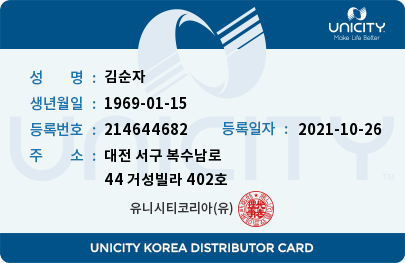 UNICITY
Make Life Better
성 명 : 김순자
생년월일 : 1969-01-15
등록번호 : 214644682 등록일자 : 2021-10-26
주 소 : 대전 서구 복수남로
44 거성빌라 402호
UNICITY
TM
유니시티코리아(유)
UNICITY KOREA DISTRIBUTOR CARD